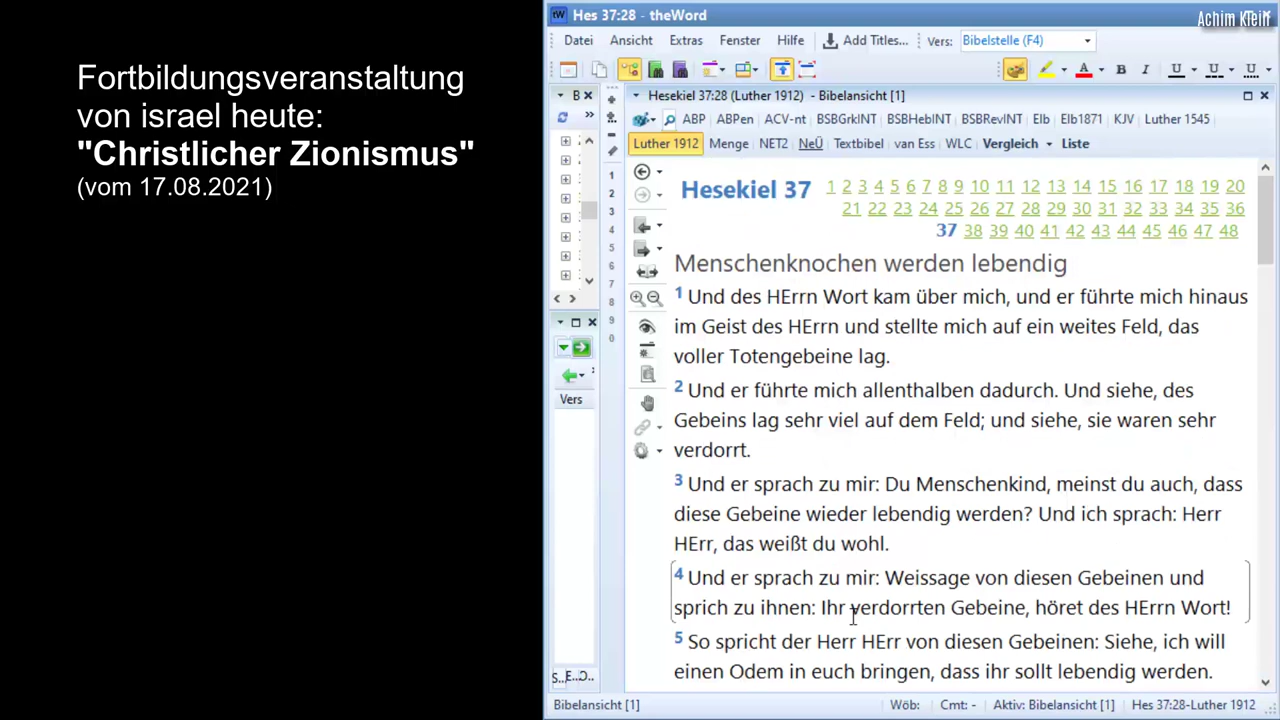 Fortbildungsveranstaltung
von israel heute:
"Christlicher Zionismus"
(vom 17.08.2021)
Hes 37:28 - theWord
Achim Klein
Datei Ansicht Extras Fenster Hilfe Add Titles... Vers: Bibelstelle (F4)
B I U U U
B
Hesekiel 37:28 (Luther 1912) - Bibelansicht [1]
ABP ABPen ACV-nt BSBGrkINT BSBHebINT BSBRevINT Elb Elb1871 KJV Luther 1545
Luther 1912 Menge NET2 NeÜ Textbibel van Ess WLC Vergleich Liste
1
2
3
4
5
6
7
8
9
0
Vers
S... E... O...
Hesekiel 37
1 2 3 4 5 6 7 8 9 10 11 12 13 14 15 16 17 18 19 20
21 22 23 24 25 26 27 28 29 30 31 32 33 34 35 36
37 38 39 40 41 42 43 44 45 46 47 48
Menschenknochen werden lebendig
1 Und des HErrn Wort kam über mich, und er führte mich hinaus
im Geist des HErrn und stellte mich auf ein weites Feld, das
voller Totengebeine lag.
2 Und er führte mich allenthalben dadurch. Und siehe, des
Gebeins lag sehr viel auf dem Feld; und siehe, sie waren sehr
verdorrt.
3 Und er sprach zu mir: Du Menschenkind, meinst du auch, dass
diese Gebeine wieder lebendig werden? Und ich sprach: Herr
HErr, das weißt du wohl.
4 Und er sprach zu mir: Weissage von diesen Gebeinen und
sprich zu ihnen: Ihr verdorrten Gebeine, höret des HErrn Wort!
5 So spricht der Herr HErr von diesen Gebeinen: Siehe, ich will
einen Odem in euch bringen, dass ihr sollt lebendig werden.
Bibelansicht [1] Wöb: Cmt: - Aktiv: Bibelansicht [1] Hes 37:28-Luther 1912